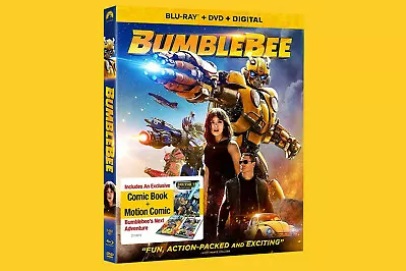 BLU-RAY + DVD + DIGITAL
BUMBLEBEE
BUMBLEBEE
Includes An Exclusive
Comic Book
Motion Comic
Bumblebee's Next
Adventure
"FUN, ACTION-PACKED and EXCITING"